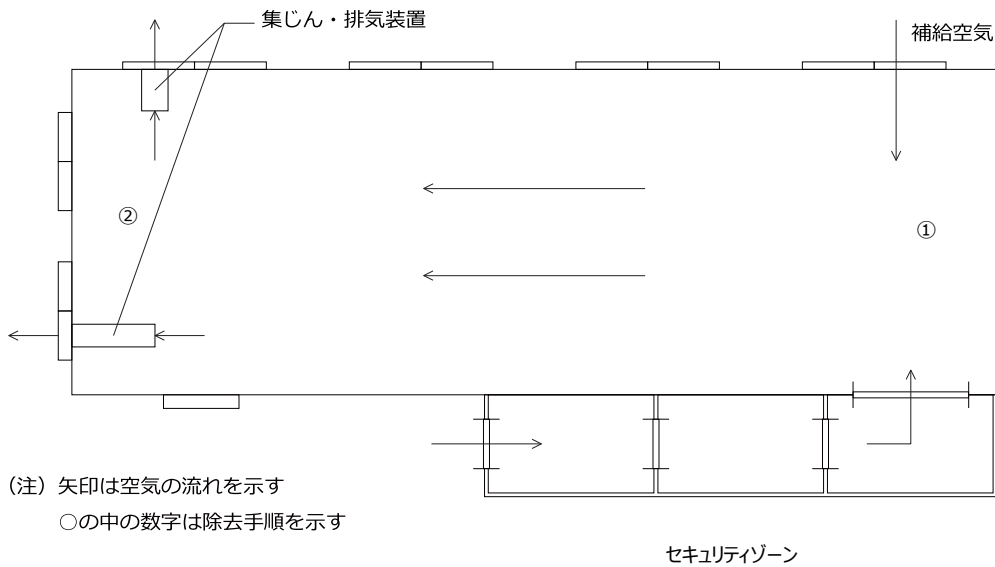 集じん・排気装置
補給空気
②
①
（注）矢印は空気の流れを示す
○の中の数字は除去手順を示す
セキュリティゾーン